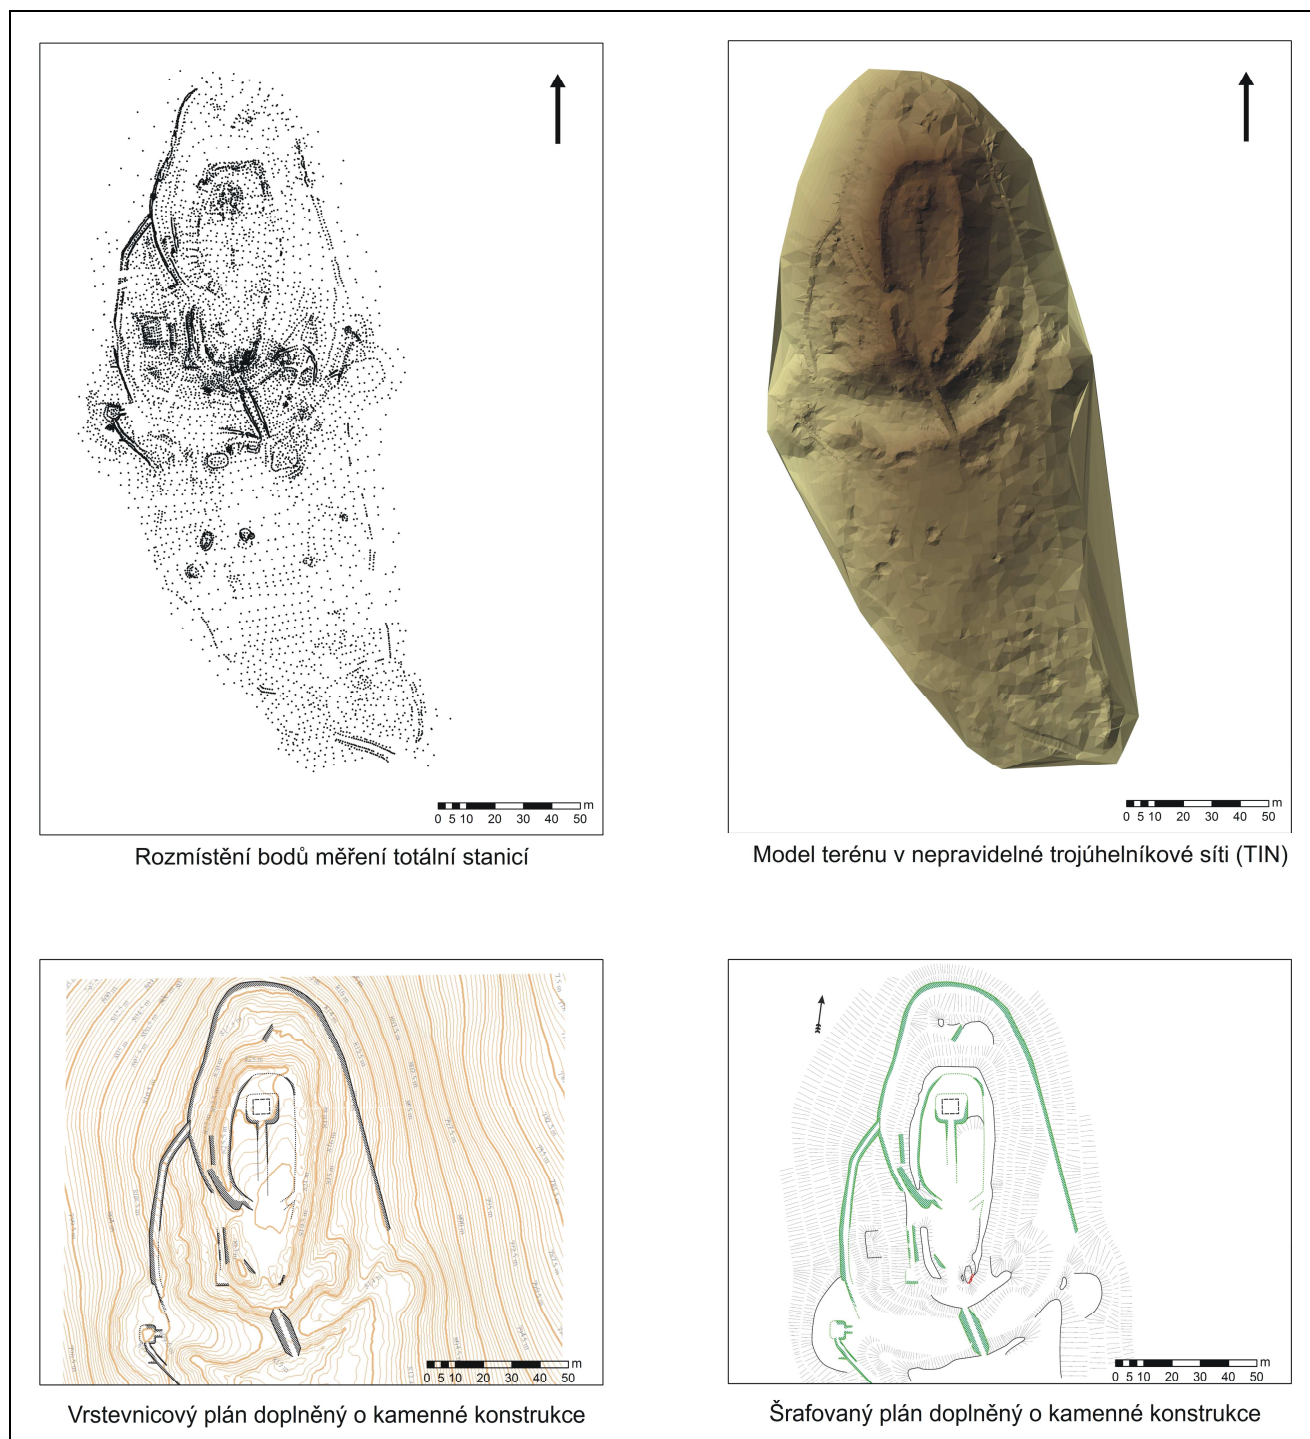 m
0 5 10 20 30 40 50
Rozmístění bodů měření totální stanicí
m
0 5 10 20 30 40 50
Model terénu v nepravidelné trojúhelníkové síti (TIN)
m
0 5 10 20 30 40 50
Vrstevnicový plán doplněný o kamenné konstrukce
m
0 5 10 20 30 40 50
Šrafovaný plán doplněný o kamenné konstrukce